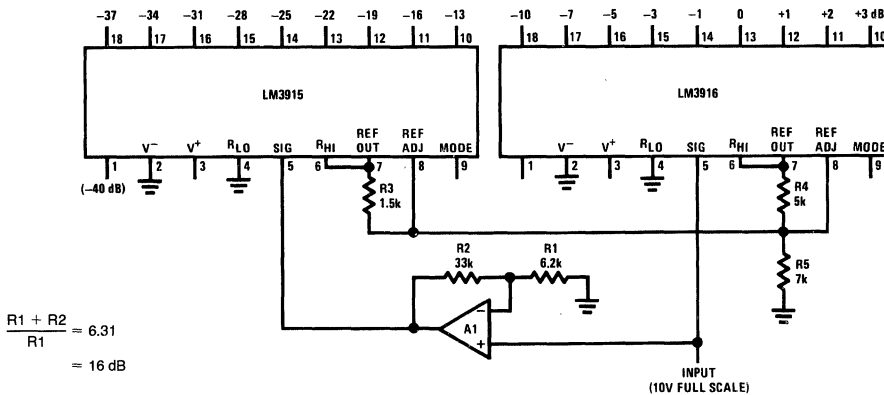 −37 −34 −31 −28 −25 −22 −19 −16 −13 −10 −7 −5 −3 −1 0 +1 +2 +3 dB
18 17 16 15 14 13 12 11 10 18 17 16 15 14 13 12 11 10
LM3915 LM3916
V− V+ RLO SIG RHI REF OUT REF ADJ MODE V− V+ RLO SIG RHI REF OUT REF ADJ MODE
1 2 3 4 5 6 7 8 9 1 2 3 4 5 6 7 8 9
(−40 dB)
R3
1.5k
R4
5k
R2
33k
R1
6.2k
R5
7k
A1
−
+
R1 + R2
R1
= 6.31
= 16 dB
INPUT
(10V FULL SCALE)